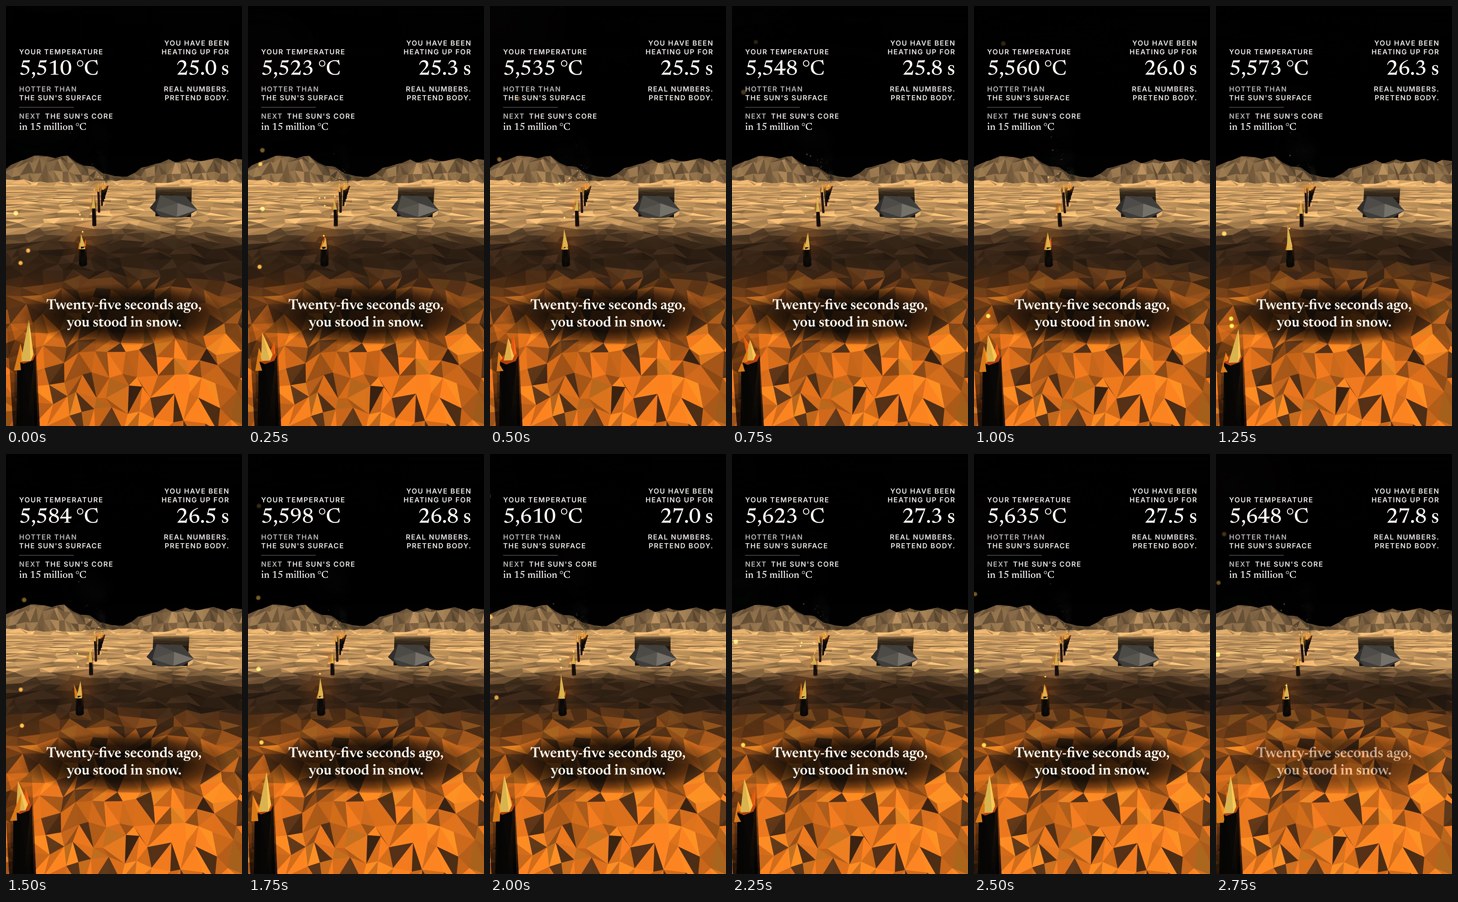 YOUR TEMPERATURE
5,510 °C
HOTTER THAN
THE SUN'S SURFACE
NEXT THE SUN'S CORE
in 15 million °C
YOU HAVE BEEN
HEATING UP FOR
25.0 s
REAL NUMBERS.
PRETEND BODY.
Twenty-five seconds ago,
you stood in snow.
0.00s
YOUR TEMPERATURE
5,523 °C
HOTTER THAN
THE SUN'S SURFACE
NEXT THE SUN'S CORE
in 15 million °C
YOU HAVE BEEN
HEATING UP FOR
25.3 s
REAL NUMBERS.
PRETEND BODY.
Twenty-five seconds ago,
you stood in snow.
0.25s
YOUR TEMPERATURE
5,535 °C
HOTTER THAN
THE SUN'S SURFACE
NEXT THE SUN'S CORE
in 15 million °C
YOU HAVE BEEN
HEATING UP FOR
25.5 s
REAL NUMBERS.
PRETEND BODY.
Twenty-five seconds ago,
you stood in snow.
0.50s
YOUR TEMPERATURE
5,548 °C
HOTTER THAN
THE SUN'S SURFACE
NEXT THE SUN'S CORE
in 15 million °C
YOU HAVE BEEN
HEATING UP FOR
25.8 s
REAL NUMBERS.
PRETEND BODY.
Twenty-five seconds ago,
you stood in snow.
0.75s
YOUR TEMPERATURE
5,560 °C
HOTTER THAN
THE SUN'S SURFACE
NEXT THE SUN'S CORE
in 15 million °C
YOU HAVE BEEN
HEATING UP FOR
26.0 s
REAL NUMBERS.
PRETEND BODY.
Twenty-five seconds ago,
you stood in snow.
1.00s
YOUR TEMPERATURE
5,573 °C
HOTTER THAN
THE SUN'S SURFACE
NEXT THE SUN'S CORE
in 15 million °C
YOU HAVE BEEN
HEATING UP FOR
26.3 s
REAL NUMBERS.
PRETEND BODY.
Twenty-five seconds ago,
you stood in snow.
1.25s
YOUR TEMPERATURE
5,584 °C
HOTTER THAN
THE SUN'S SURFACE
NEXT THE SUN'S CORE
in 15 million °C
YOU HAVE BEEN
HEATING UP FOR
26.5 s
REAL NUMBERS.
PRETEND BODY.
Twenty-five seconds ago,
you stood in snow.
1.50s
YOUR TEMPERATURE
5,598 °C
HOTTER THAN
THE SUN'S SURFACE
NEXT THE SUN'S CORE
in 15 million °C
YOU HAVE BEEN
HEATING UP FOR
26.8 s
REAL NUMBERS.
PRETEND BODY.
Twenty-five seconds ago,
you stood in snow.
1.75s
YOUR TEMPERATURE
5,610 °C
HOTTER THAN
THE SUN'S SURFACE
NEXT THE SUN'S CORE
in 15 million °C
YOU HAVE BEEN
HEATING UP FOR
27.0 s
REAL NUMBERS.
PRETEND BODY.
Twenty-five seconds ago,
you stood in snow.
2.00s
YOUR TEMPERATURE
5,623 °C
HOTTER THAN
THE SUN'S SURFACE
NEXT THE SUN'S CORE
in 15 million °C
YOU HAVE BEEN
HEATING UP FOR
27.3 s
REAL NUMBERS.
PRETEND BODY.
Twenty-five seconds ago,
you stood in snow.
2.25s
YOUR TEMPERATURE
5,635 °C
HOTTER THAN
THE SUN'S SURFACE
NEXT THE SUN'S CORE
in 15 million °C
YOU HAVE BEEN
HEATING UP FOR
27.5 s
REAL NUMBERS.
PRETEND BODY.
Twenty-five seconds ago,
you stood in snow.
2.50s
YOUR TEMPERATURE
5,648 °C
HOTTER THAN
THE SUN'S SURFACE
NEXT THE SUN'S CORE
in 15 million °C
YOU HAVE BEEN
HEATING UP FOR
27.8 s
REAL NUMBERS.
PRETEND BODY.
Twenty-five seconds ago,
you stood in snow.
2.75s